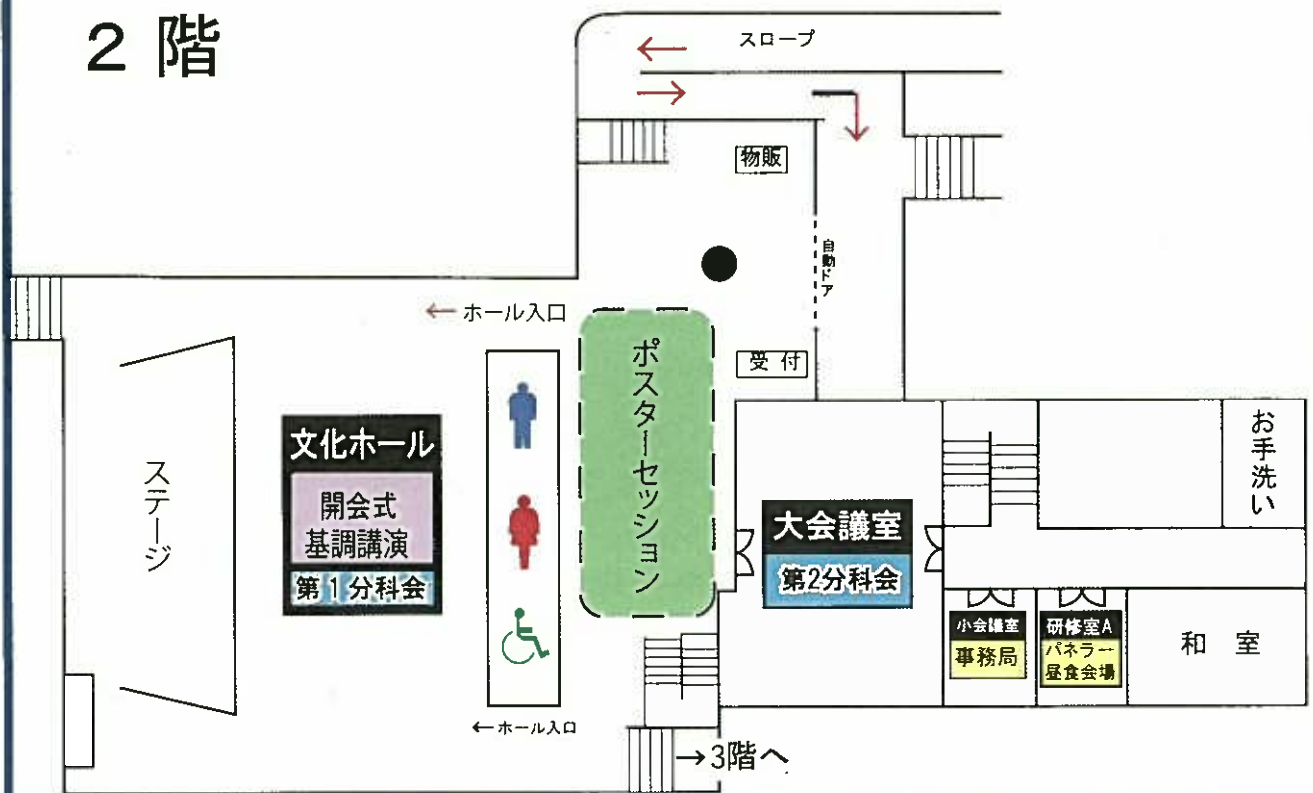 2階
スロープ
物販
自動ドア
←ホール入口
ポスターセッション
受付
文化ホール
開会式
基調講演
第1分科会
ステージ
大会議室
第2分科会
お手洗い
小会議室
事務局
研修室A
パネラー
昼食会場
和室
←ホール入口
→3階へ